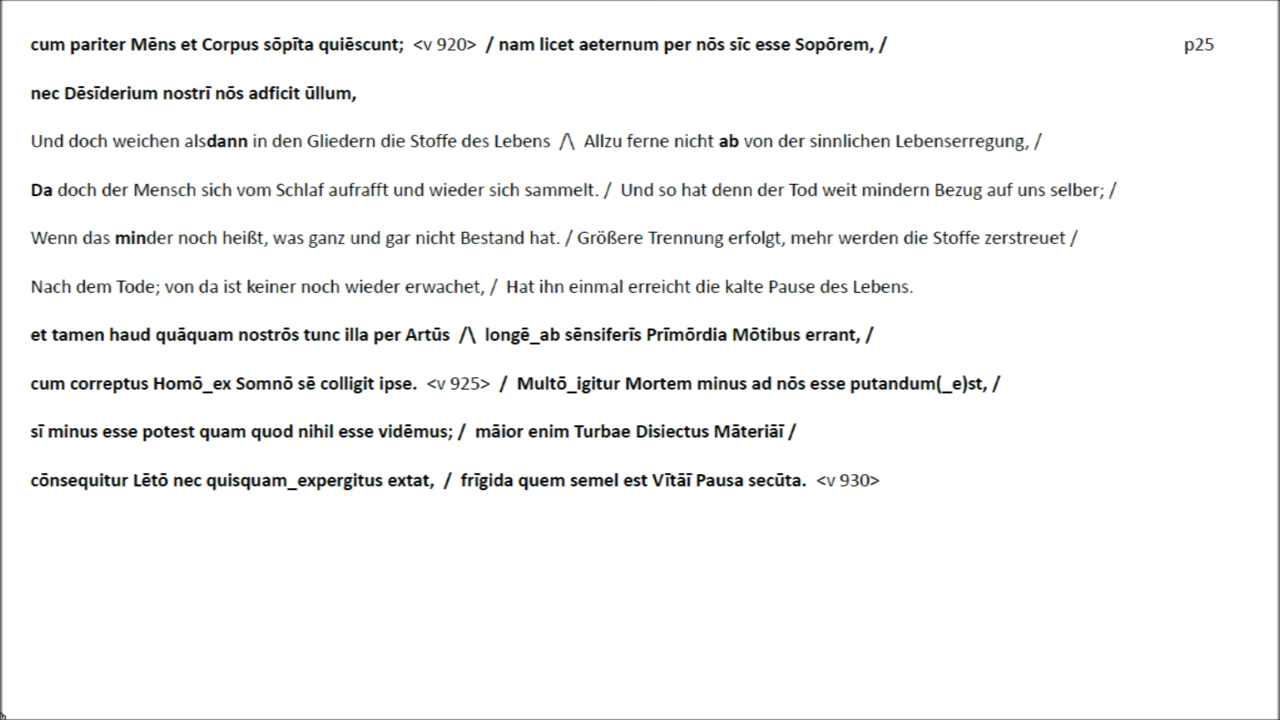 cum pariter Mēns et Corpus sōpīta quiēscunt; <v 920> / nam licet aeternum per nōs sīc esse Sopōrem, / p25
nec Dēsīderium nostrī nōs adficit ūllum,
Und doch weichen alsdann in den Gliedern die Stoffe des Lebens /\ Allzu ferne nicht ab von der sinnlichen Lebenserregung, /
Da doch der Mensch sich vom Schlaf aufrafft und wieder sich sammelt. / Und so hat denn der Tod weit mindern Bezug auf uns selber; /
Wenn das minder noch heißt, was ganz und gar nicht Bestand hat. / Größere Trennung erfolgt, mehr werden die Stoffe zerstreuet /
Nach dem Tode; von da ist keiner noch wieder erwachet, / Hat ihn einmal erreicht die kalte Pause des Lebens.
et tamen haud quāquam nostrōs tunc illa per Artūs /\ longē_ab sēnsiferīs Prīmōrdia Mōtibus errant, /
cum correptus Homō_ex Somnō sē colligit ipse. <v 925> / Multō_igitur Mortem minus ad nōs esse putandum(_e)st, /
sī minus esse potest quam quod nihil esse vidēmus; / māior enim Turbae Disiectus Māteriāī /
cōnsequitur Lētō nec quisquam_expergitus extat, / frīgida quem semel est Vītāī Pausa secūta. <v 930>